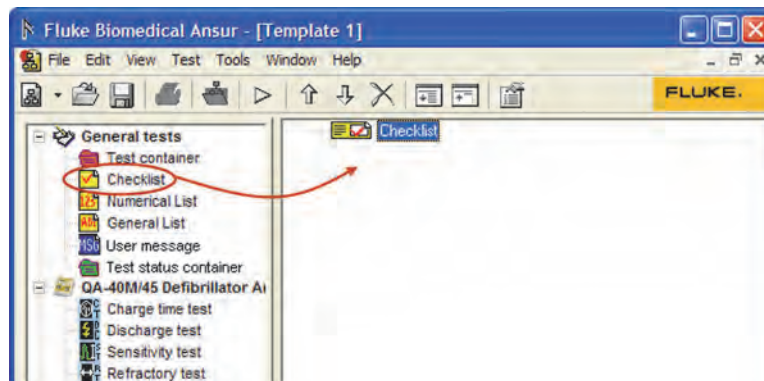 Fluke Biomedical Ansur - [Template 1]
File Edit View Test Tools Window Help
FLUKE.
General tests
Checklist
Test container
Checklist
Numerical List
General List
User message
Test status container
QA-40M/45 Defibrillator
Charge time test
Discharge test
Sensitivity test
Refractory test